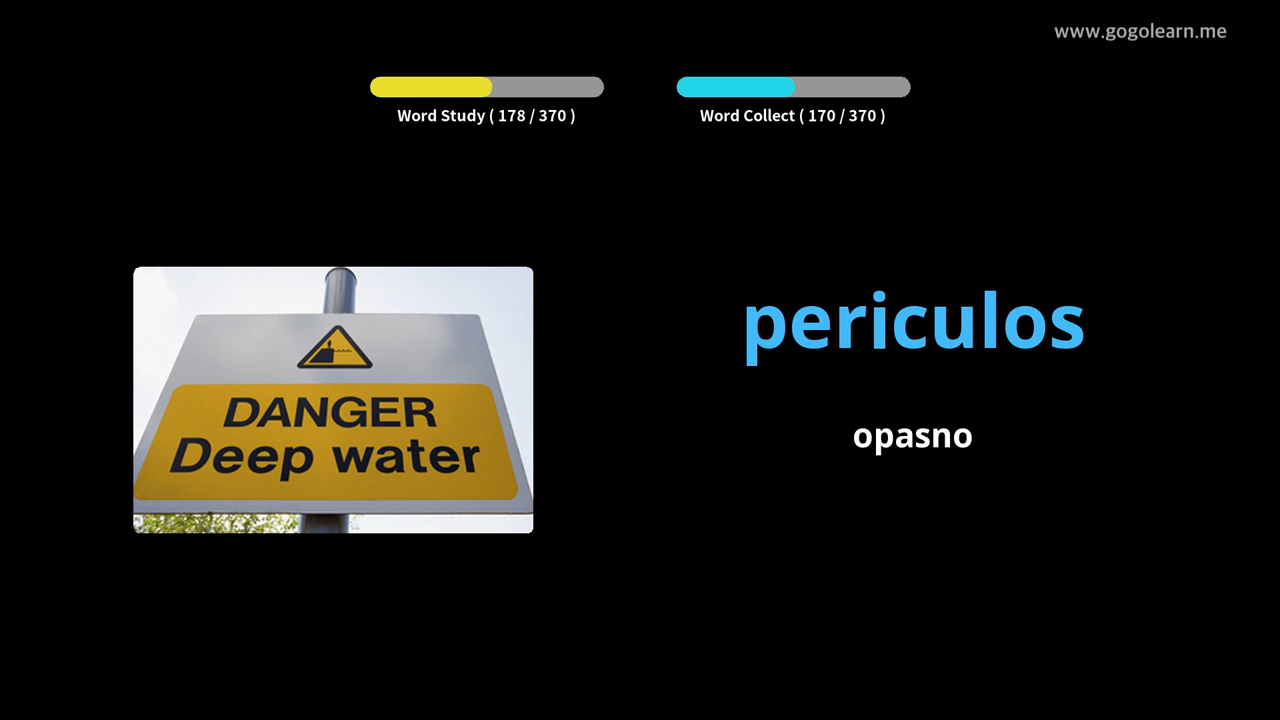 www.gogolearn.me
Word Study ( 178 / 370 )
Word Collect ( 170 / 370 )
DANGER
Deep water
periculos
opasno